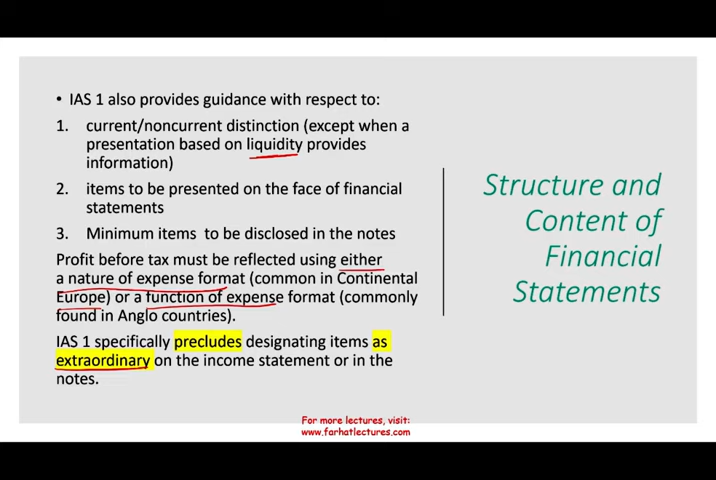 • IAS 1 also provides guidance with respect to:
1. current/noncurrent distinction (except when a
presentation based on liquidity provides
information)
2. items to be presented on the face of financial
statements
3. Minimum items to be disclosed in the notes
Profit before tax must be reflected using either
a nature of expense format (common in Continental
Europe) or a function of expense format (commonly
found in Anglo countries).
IAS 1 specifically precludes designating items as
extraordinary on the income statement or in the
notes.
Structure and
Content of
Financial
Statements
For more lectures, visit:
www.farhatlectures.com